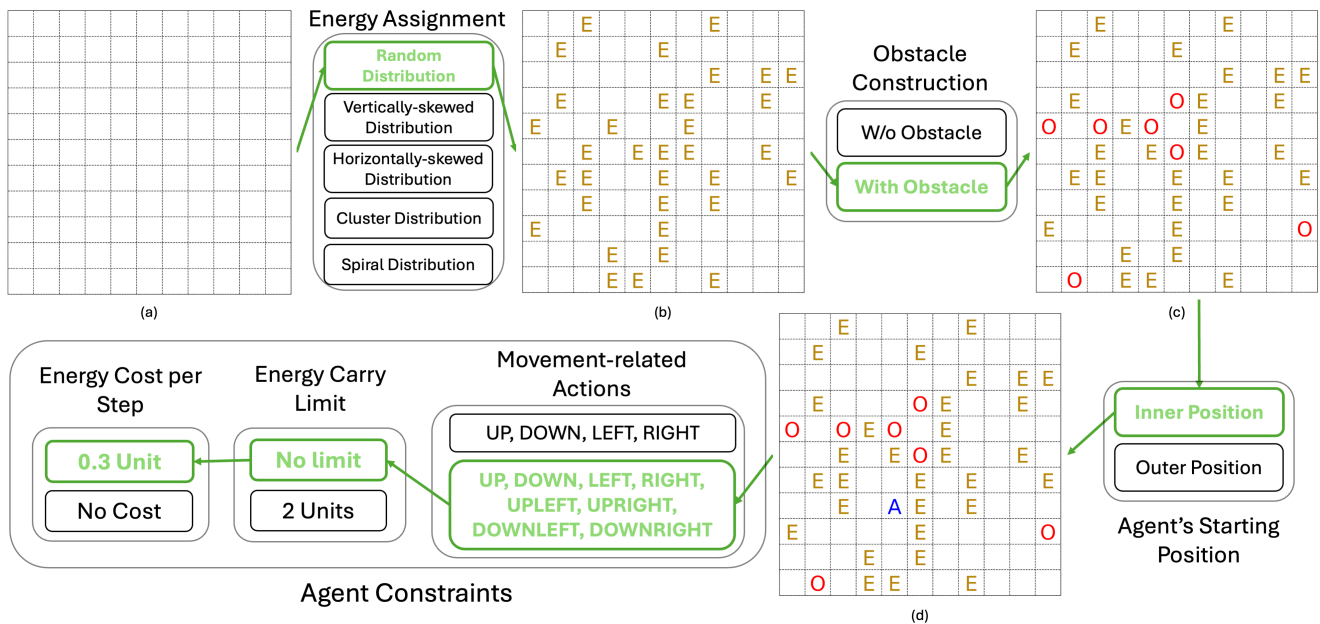 Energy Assignment
Random
Distribution
Vertically-skewed
Distribution
Horizontally-skewed
Distribution
Cluster Distribution
Spiral Distribution
(a)
E E
E E
E E E
E E E E
E E E
E E E E E
E E E E E
E E E
E E
E E
E E E
(b)
Obstacle
Construction
W/o Obstacle
With Obstacle
E E
E E
E E E
E O E E
O O E O E
E E O E E
E E E E E
E E E
E E O
E E
O E E E
(c)
Inner Position
Outer Position
Agent's Starting
Position
E E
E E
E E E
E O E E
O O E O E
E E O E E
E E E E E
E A E E
E E O
E E
O E E E
(d)
Movement-related
Actions
UP, DOWN, LEFT, RIGHT
UP, DOWN, LEFT, RIGHT,
UPLEFT, UPRIGHT,
DOWNLEFT, DOWNRIGHT
Energy Carry
Limit
No limit
2 Units
Energy Cost per
Step
0.3 Unit
No Cost
Agent Constraints